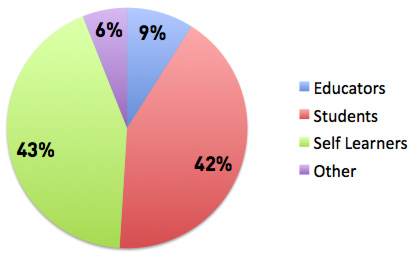 6%
9%
43%
42%
Educators
Students
Self Learners
Other